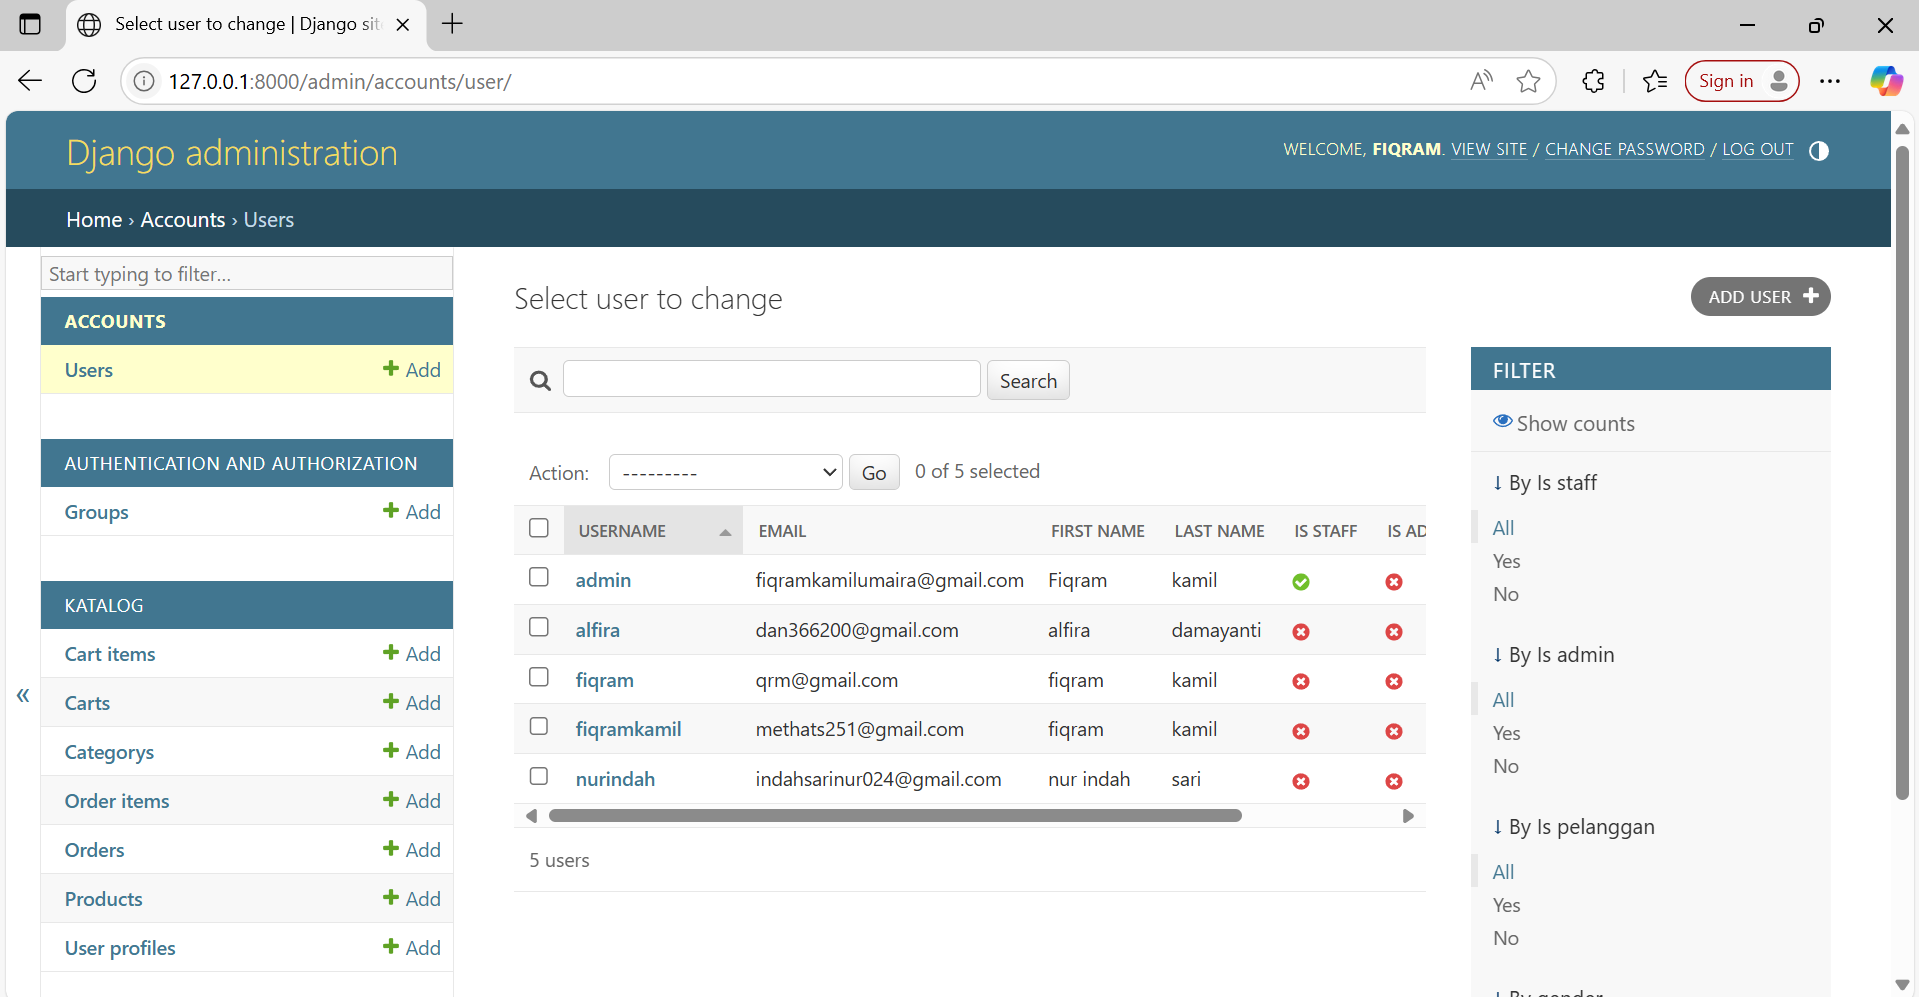 Select user to change | Django sit
127.0.0.1:8000/admin/accounts/user/
Sign in
Django administration
WELCOME, FIQRAM. VIEW SITE / CHANGE PASSWORD / LOG OUT
Home › Accounts › Users
Start typing to filter...
ACCOUNTS
Users Add
AUTHENTICATION AND AUTHORIZATION
Groups Add
KATALOG
Cart items Add
Carts Add
Categorys Add
Order items Add
Orders Add
Products Add
User profiles Add
«
Select user to change
ADD USER
Search
Action: --------- Go 0 of 5 selected
USERNAME EMAIL FIRST NAME LAST NAME IS STAFF IS AD
admin fiqramkamilumaira@gmail.com Fiqram kamil
alfira dan366200@gmail.com alfira damayanti
fiqram qrm@gmail.com fiqram kamil
fiqramkamil methats251@gmail.com fiqram kamil
nurindah indahsarinur024@gmail.com nur indah sari
5 users
FILTER
Show counts
↓ By Is staff
All
Yes
No
↓ By Is admin
All
Yes
No
↓ By Is pelanggan
All
Yes
No
↓ By gender